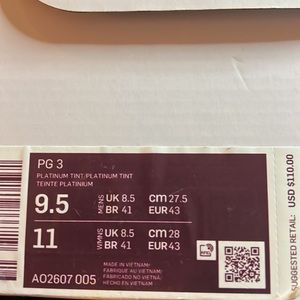 PG 3
PLATINUM TINT/PLATINUM TINT
TEINTE PLATINIUM
9.5 MENS UK 8.5 cm 27.5
BR 41 EUR 43
11 WMNS UK 8.5 cm 28
BR 41 EUR 43
AO2607 005
MADE IN VIETNAM/
FABRIQUE AU VIETNAM/
FABRICADO NO VIETNÃ
HECHO EN VIETNAM
SUGGESTED RETAIL: USD $110.00